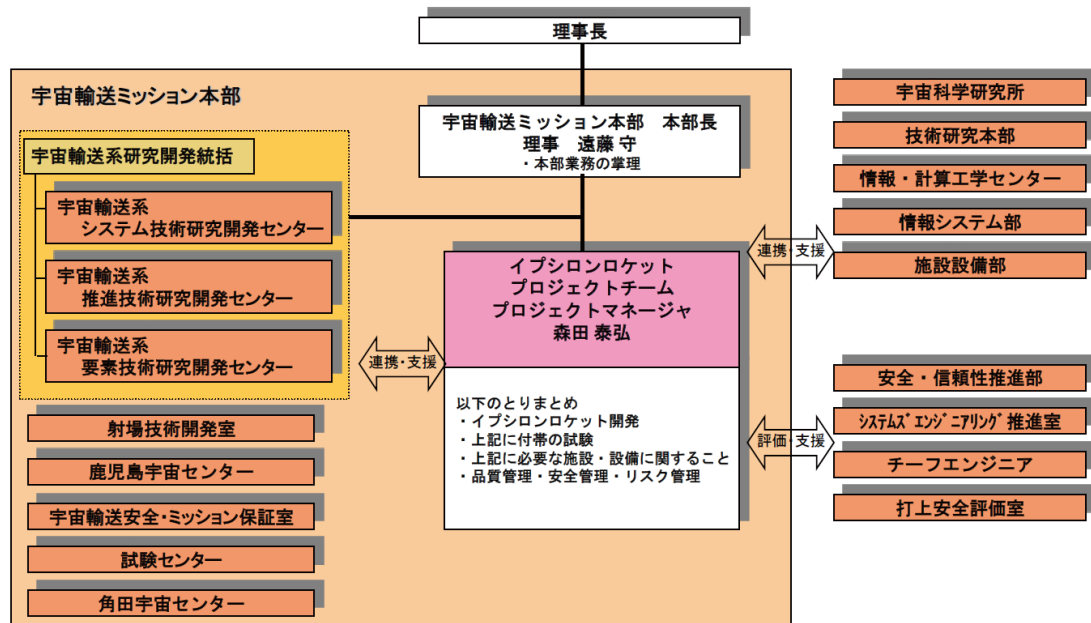 理事長
宇宙輸送ミッション本部
宇宙輸送ミッション本部　本部長
理事　遠藤 守
・本部業務の掌理
宇宙輸送系研究開発統括
宇宙輸送系
システム技術研究開発センター
宇宙輸送系
推進技術研究開発センター
宇宙輸送系
要素技術研究開発センター
射場技術開発室
鹿児島宇宙センター
宇宙輸送安全・ミッション保証室
試験センター
角田宇宙センター
連携・支援
イプシロンロケット
プロジェクトチーム
プロジェクトマネージャ
森田 泰弘
以下のとりまとめ
・イプシロンロケット開発
・上記に付帯の試験
・上記に必要な施設・設備に関すること
・品質管理・安全管理・リスク管理
連携・支援
評価・支援
宇宙科学研究所
技術研究本部
情報・計算工学センター
情報システム部
施設設備部
安全・信頼性推進部
ｼｽﾃﾑｽﾞ ｴﾝｼﾞﾆｱﾘﾝｸﾞ 推進室
チーフエンジニア
打上安全評価室